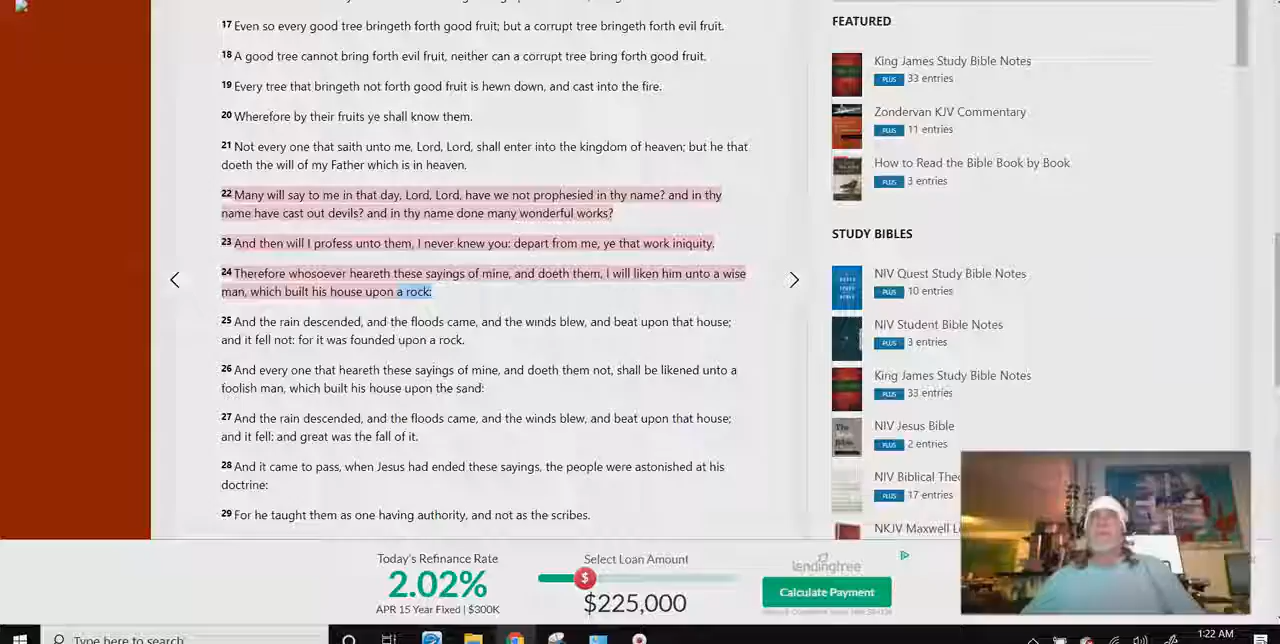 17 Even so every good tree bringeth forth good fruit; but a corrupt tree bringeth forth evil fruit.
18 A good tree cannot bring forth evil fruit, neither can a corrupt tree bring forth good fruit.
19 Every tree that bringeth not forth good fruit is hewn down, and cast into the fire.
20 Wherefore by their fruits ye shall know them.
21 Not every one that saith unto me, Lord, Lord, shall enter into the kingdom of heaven; but he that
doeth the will of my Father which is in heaven.
22 Many will say to me in that day, Lord, Lord, have we not prophesied in thy name? and in thy
name have cast out devils? and in thy name done many wonderful works?
23 And then will I profess unto them, I never knew you: depart from me, ye that work iniquity.
24 Therefore whosoever heareth these sayings of mine, and doeth them, I will liken him unto a wise
man, which built his house upon a rock:
25 And the rain descended, and the floods came, and the winds blew, and beat upon that house;
and it fell not: for it was founded upon a rock.
26 And every one that heareth these sayings of mine, and doeth them not, shall be likened unto a
foolish man, which built his house upon the sand:
27 And the rain descended, and the floods came, and the winds blew, and beat upon that house;
and it fell: and great was the fall of it.
28 And it came to pass, when Jesus had ended these sayings, the people were astonished at his
doctrine:
29 For he taught them as one having authority, and not as the scribes.
FEATURED
King James Study Bible Notes
PLUS 33 entries
Zondervan KJV Commentary
PLUS 11 entries
How to Read the Bible Book by Book
PLUS 3 entries
STUDY BIBLES
NIV Quest Study Bible Notes
PLUS 10 entries
NIV Student Bible Notes
PLUS 3 entries
King James Study Bible Notes
PLUS 33 entries
NIV Jesus Bible
PLUS 2 entries
NIV Biblical Theo
PLUS 17 entries
NKJV Maxwell L
Today's Refinance Rate
2.02%
APR 15 Year Fixed | $300K
Select Loan Amount
$
$225,000
lendingtree
Calculate Payment
Type here to search
1:22 AM